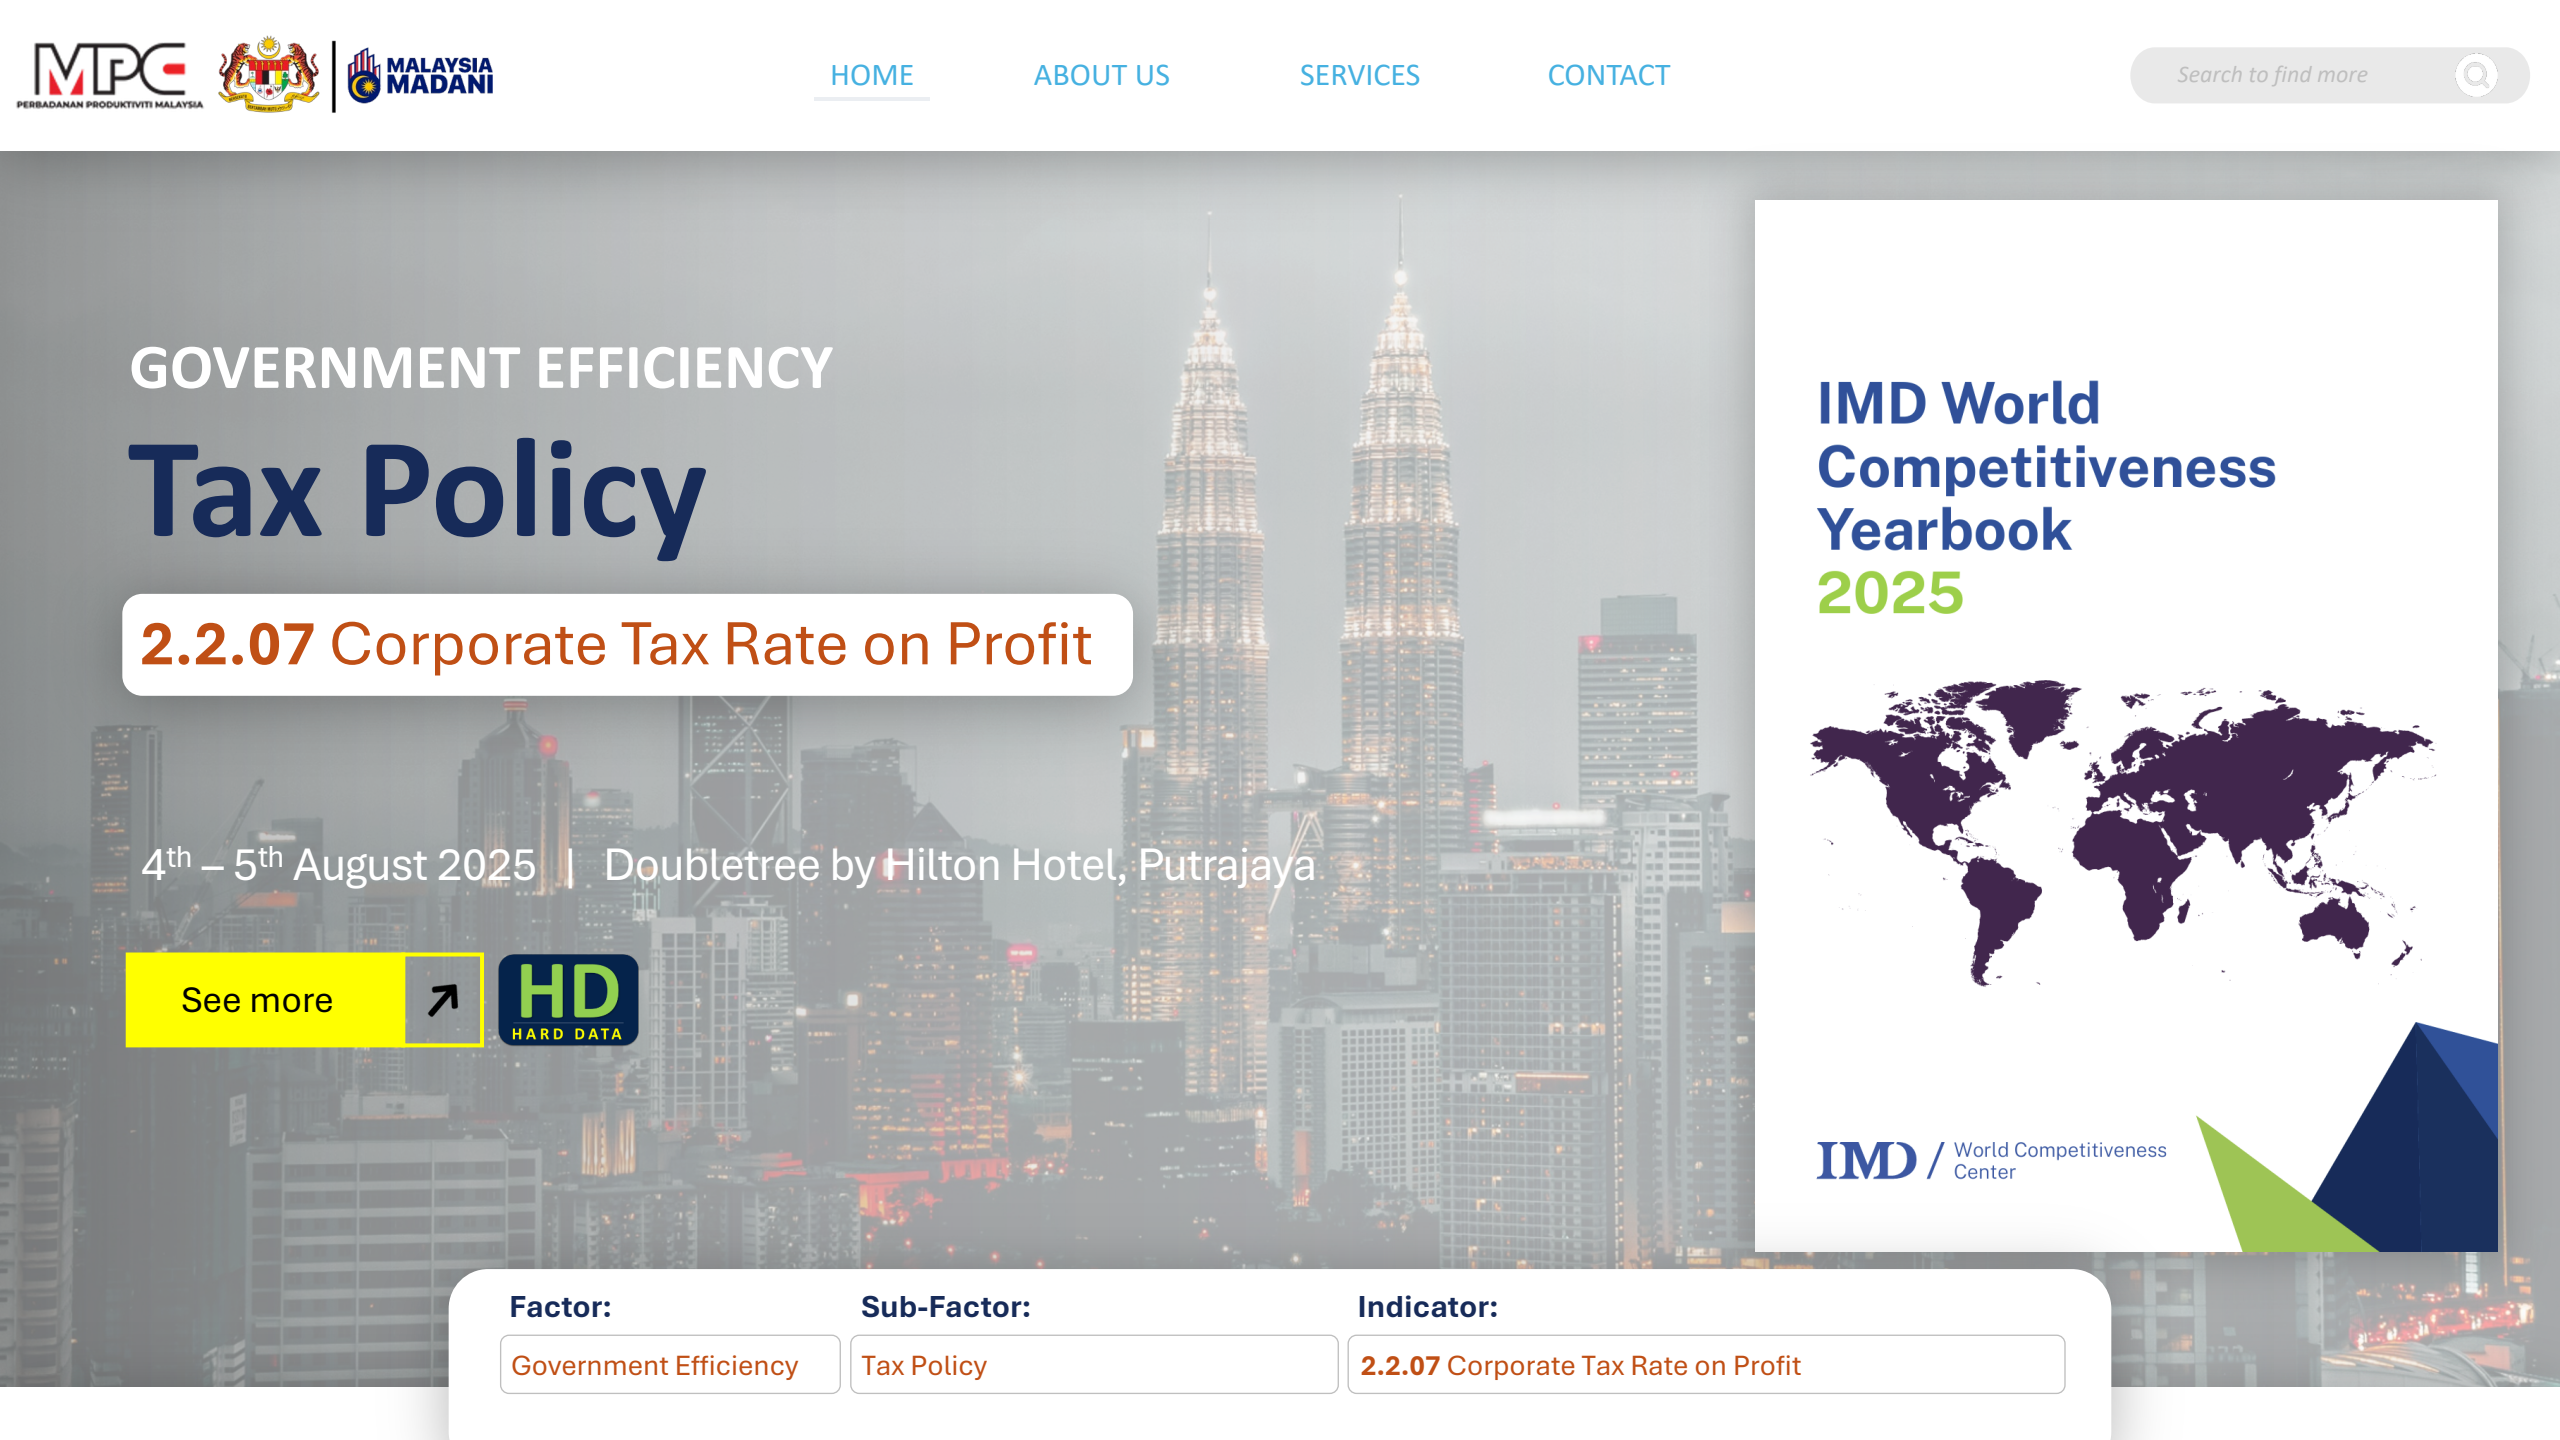 MPC
PERBADANAN PRODUKTIVITI MALAYSIA
MALAYSIA
MADANI
HOME
ABOUT US
SERVICES
CONTACT
Search to find more
GOVERNMENT EFFICIENCY
Tax Policy
2.2.07 Corporate Tax Rate on Profit
4th – 5th August 2025 | Doubletree by Hilton Hotel, Putrajaya
See more
HD
HARD DATA
IMD World
Competitiveness
Yearbook
2025
IMD / World Competitiveness
Center
Factor:
Sub-Factor:
Indicator:
Government Efficiency
Tax Policy
2.2.07 Corporate Tax Rate on Profit